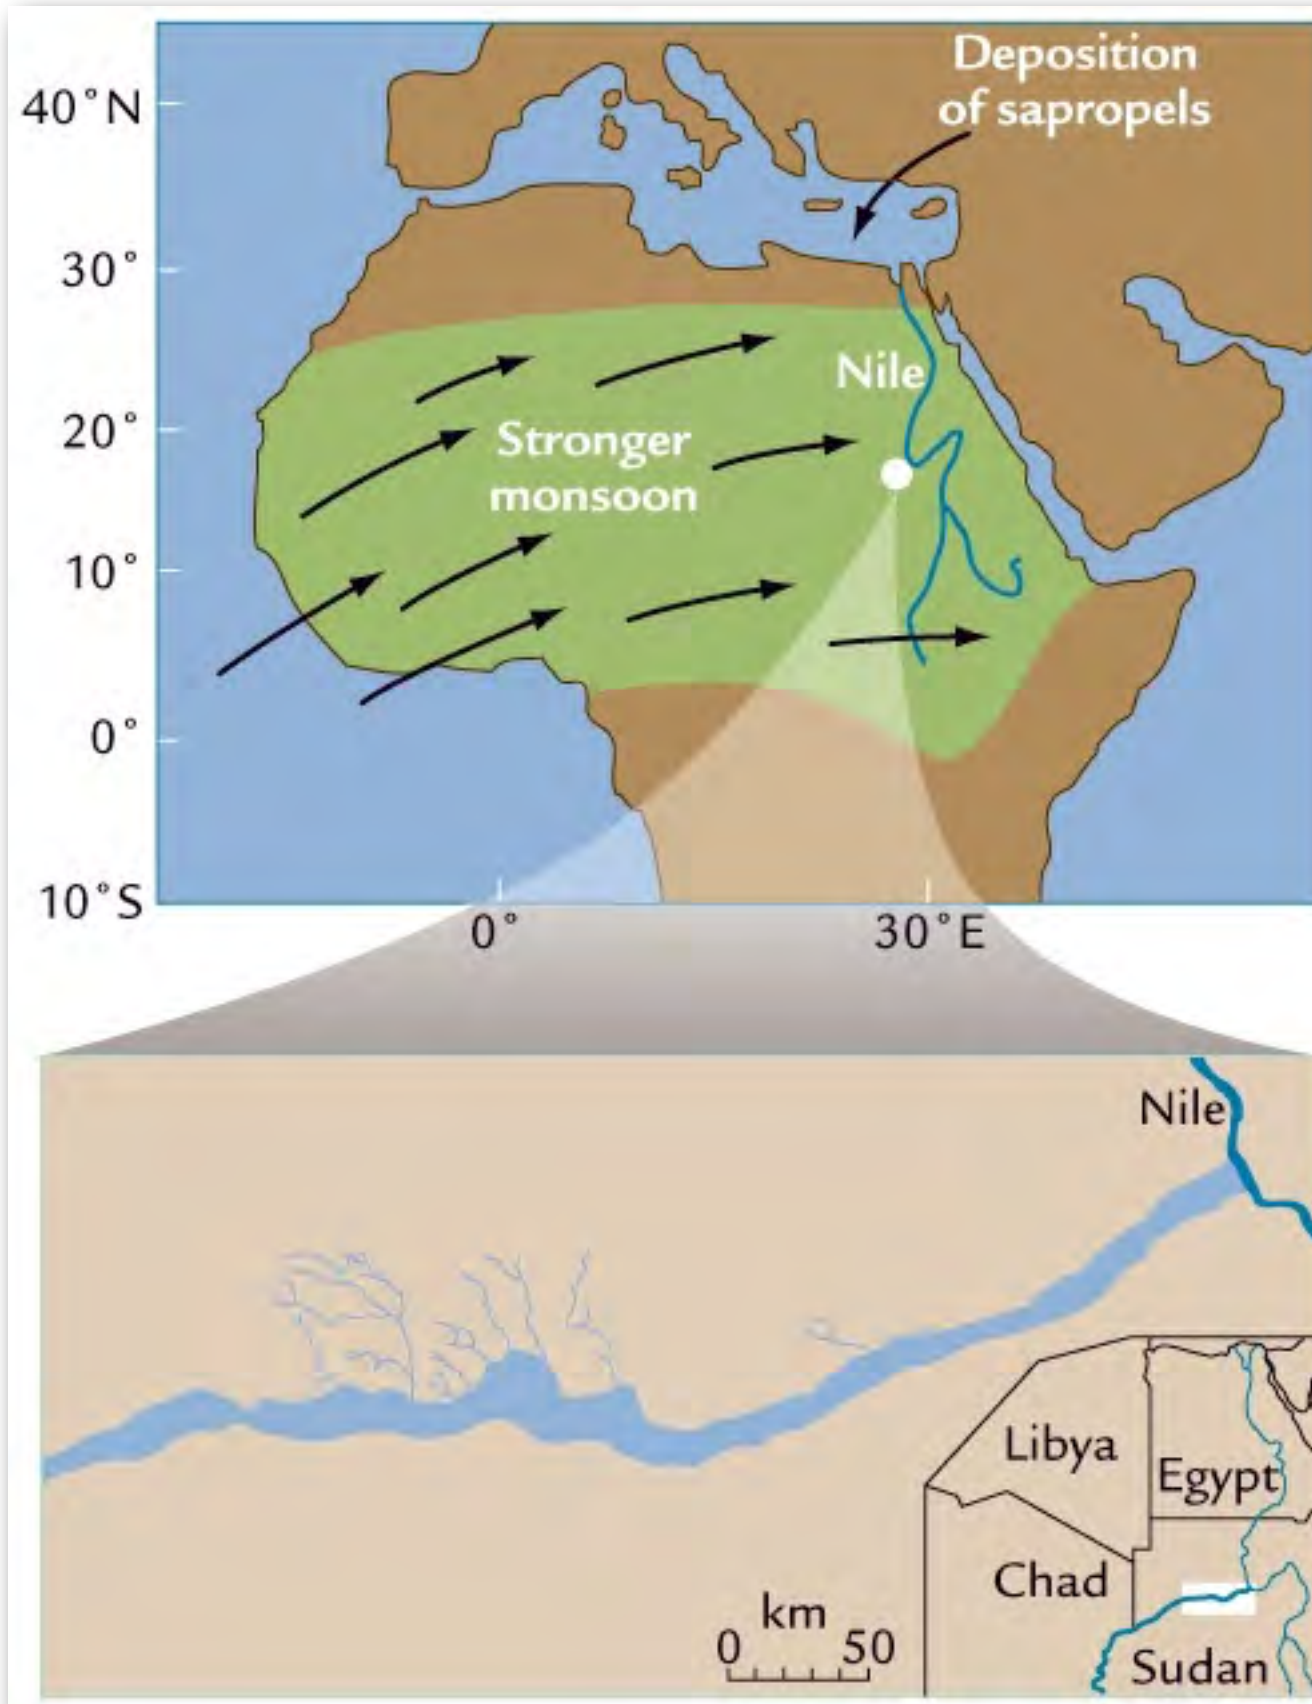 Deposition
of sapropels
40°N
30°
Nile
20°
Stronger
monsoon
10°
0°
10°S
0°
30°E
Nile
Libya
Egypt
Chad
km
0
50
Sudan